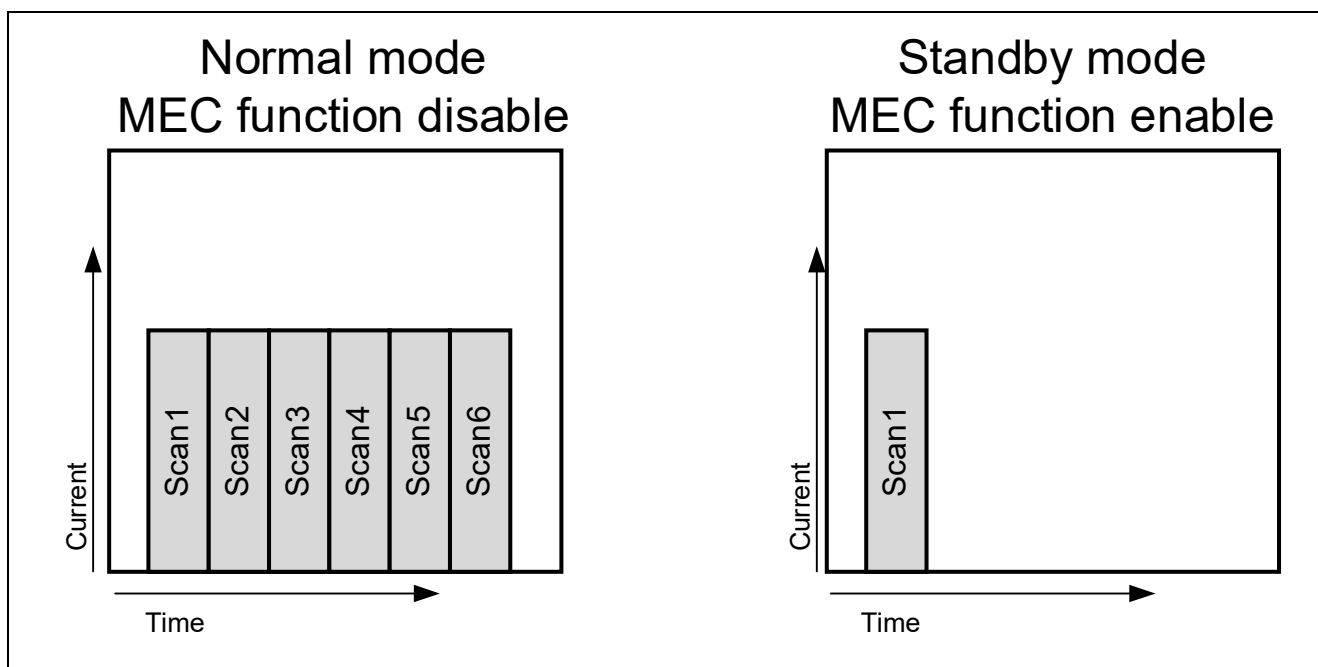 Normal mode
MEC function disable
Current
Scan1
Scan2
Scan3
Scan4
Scan5
Scan6
Time
Standby mode
MEC function enable
Current
Scan1
Time